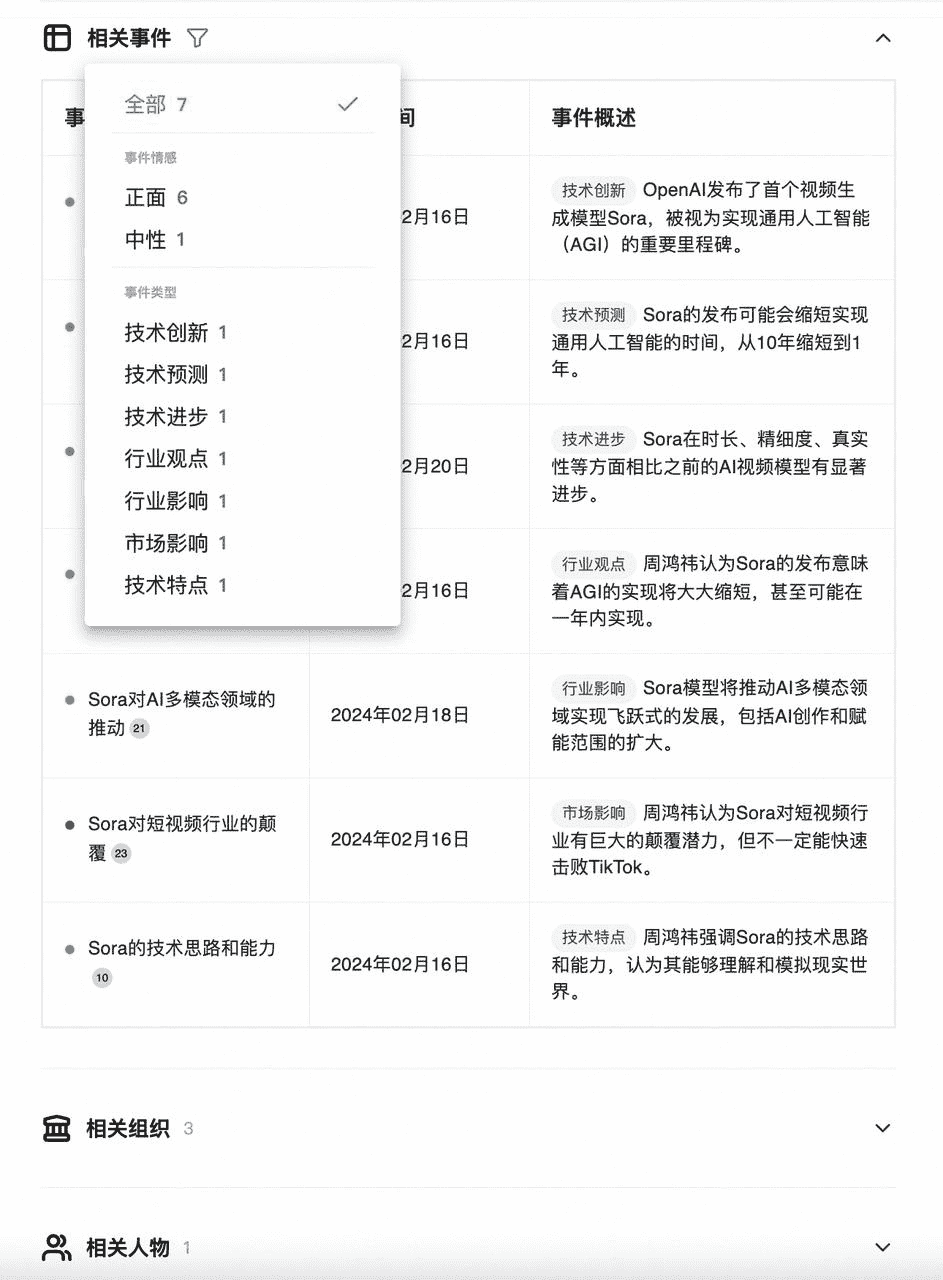 相关事件
全部 7
事件情感
正面 6
中性 1
事件类型
技术创新 1
技术预测 1
技术进步 1
行业观点 1
行业影响 1
市场影响 1
技术特点 1
事
间
事件概述
2月16日
技术创新 OpenAI发布了首个视频生
成模型Sora，被视为实现通用人工智能
（AGI）的重要里程碑。
2月16日
技术预测 Sora的发布可能会缩短实现
通用人工智能的时间，从10年缩短到1
年。
2月20日
技术进步 Sora在时长、精细度、真实
性等方面相比之前的AI视频模型有显著
进步。
2月16日
行业观点 周鸿祎认为Sora的发布意味
着AGI的实现将大大缩短，甚至可能在
一年内实现。
Sora对AI多模态领域的
推动 21
2024年02月18日
行业影响 Sora模型将推动AI多模态领
域实现飞跃式的发展，包括AI创作和赋
能范围的扩大。
Sora对短视频行业的颠
覆 23
2024年02月16日
市场影响 周鸿祎认为Sora对短视频行
业有巨大的颠覆潜力，但不一定能快速
击败TikTok。
Sora的技术思路和能力
10
2024年02月16日
技术特点 周鸿祎强调Sora的技术思路
和能力，认为其能够理解和模拟现实世
界。
相关组织 3
相关人物 1